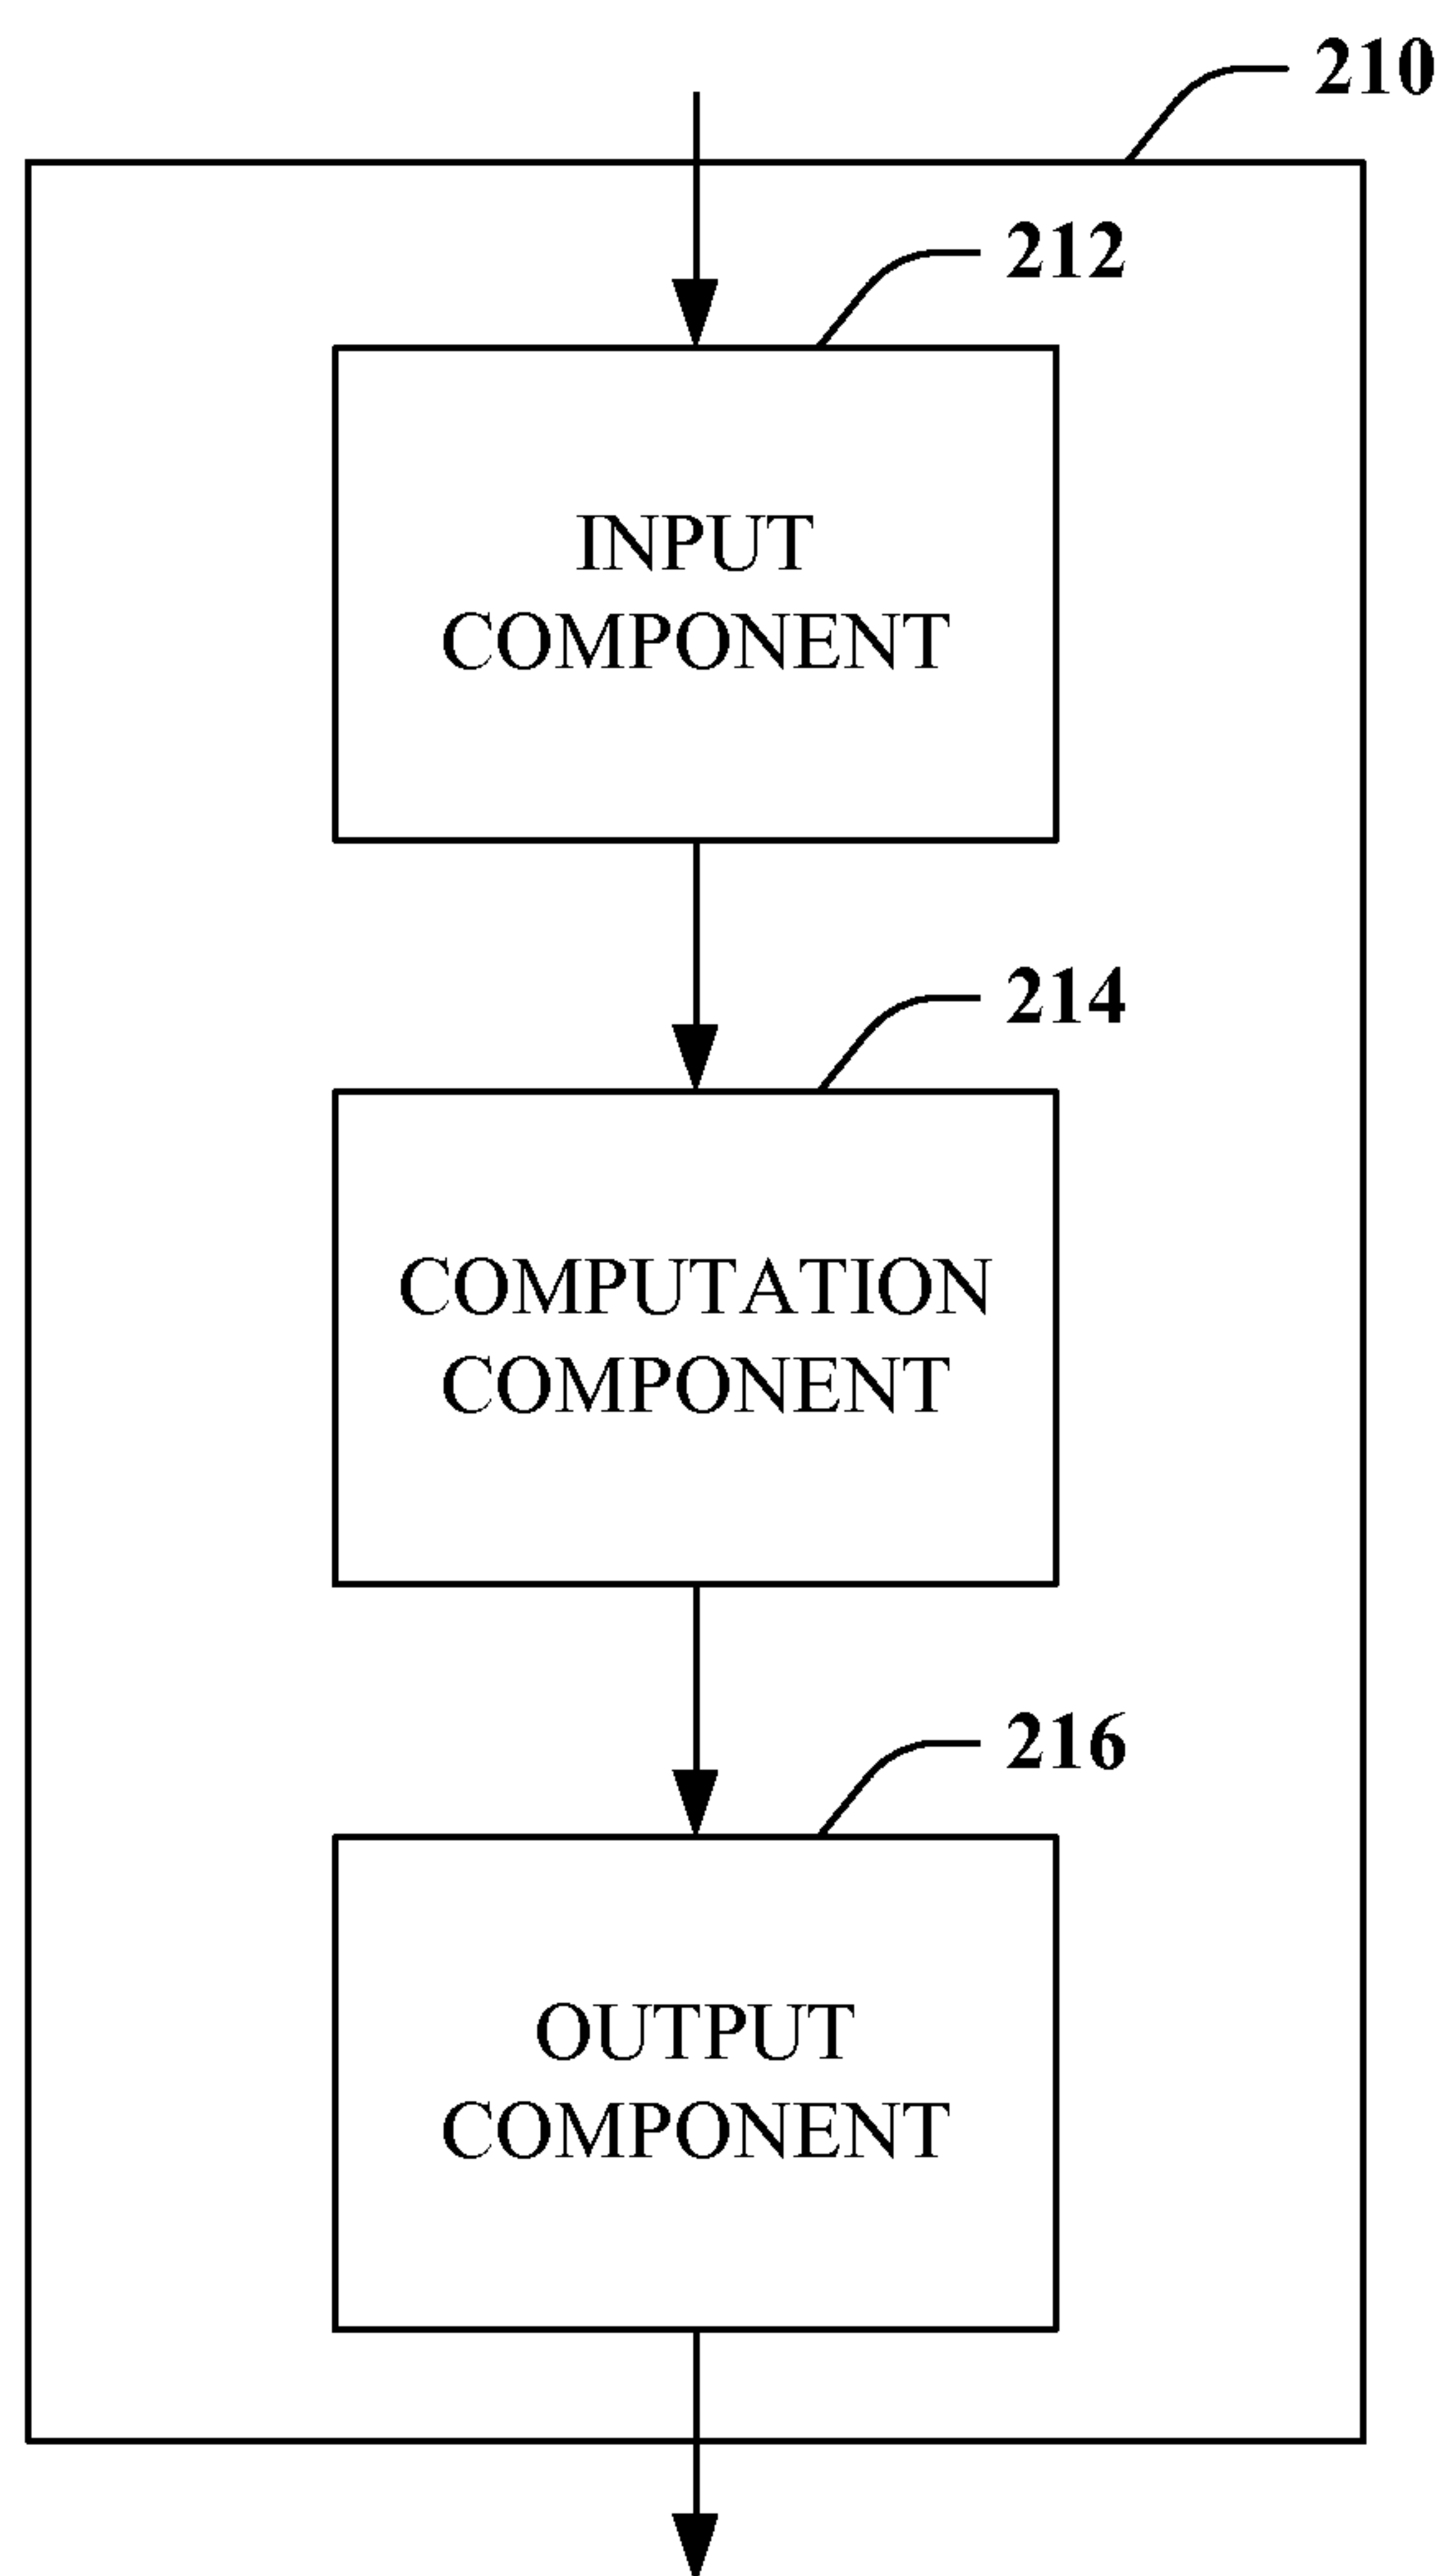 210
212
INPUT
COMPONENT
214
COMPUTATION
COMPONENT
216
OUTPUT
COMPONENT